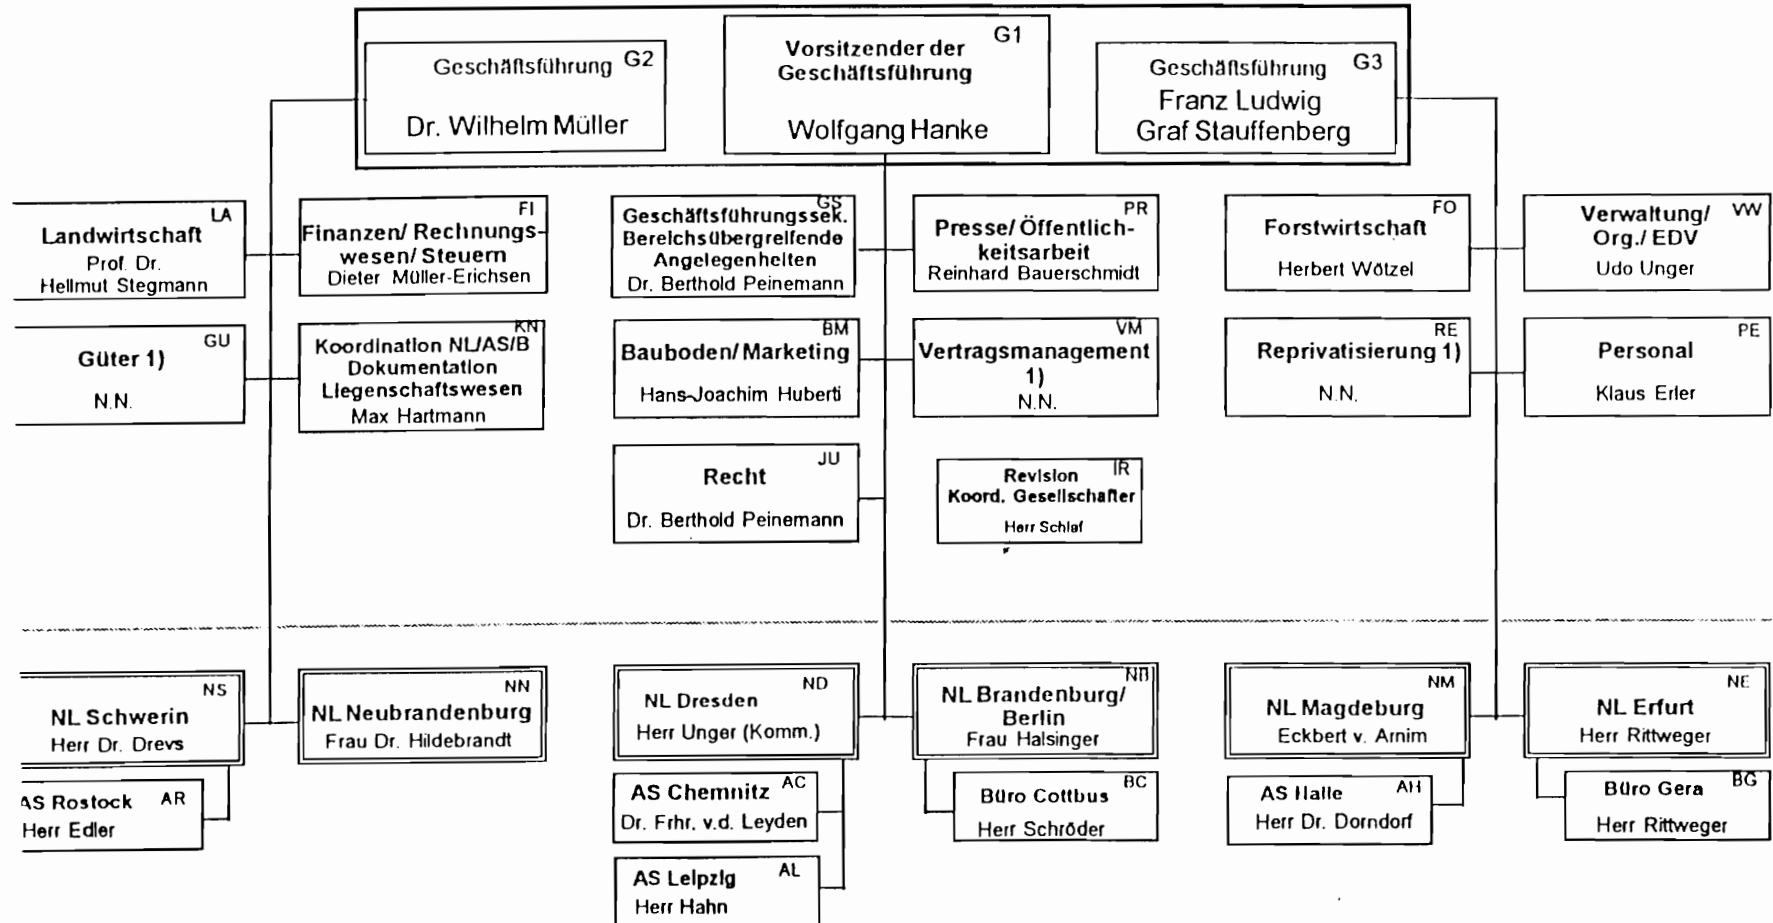 G2
Geschäftsführung
Dr. Wilhelm Müller
G1
Vorsitzender der
Geschäftsführung
Wolfgang Hanke
G3
Geschäftsführung
Franz Ludwig
Graf Stauffenberg
LA
Landwirtschaft
Prof. Dr.
Hellmut Stegmann
FI
Finanzen/ Rechnungs-
wesen/ Steuern
Dieter Müller-Erichsen
GS
Geschäftsführungssek.
Bereichsübergreifende
Angelegenheiten
Dr. Berthold Peinemann
PR
Presse/ Öffentlich-
keitsarbeit
Reinhard Bauerschmidt
FO
Forstwirtschaft
Herbert Wötzel
VW
Verwaltung/
Org./ EDV
Udo Unger
GU
Güter 1)
N.N.
KN
Koordination NL/AS/B
Dokumentation
Liegenschaftswesen
Max Hartmann
BM
Bauboden/ Marketing
Hans-Joachim Huberti
VM
Vertragsmanagement
1)
N.N.
RE
Reprivatisierung 1)
N.N.
PE
Personal
Klaus Erler
JU
Recht
Dr. Berthold Peinemann
IR
Revision
Koord. Gesellschafter
Herr Schlaf
NS
NL Schwerin
Herr Dr. Drevs
NN
NL Neubrandenburg
Frau Dr. Hildebrandt
ND
NL Dresden
Herr Unger (Komm.)
NB
NL Brandenburg/
Berlin
Frau Halsinger
NM
NL Magdeburg
Eckbert v. Arnim
NE
NL Erfurt
Herr Rittweger
AR
AS Rostock
Herr Edler
AC
AS Chemnitz
Dr. Frhr. v.d. Leyden
BC
Büro Cottbus
Herr Schröder
AH
AS Halle
Herr Dr. Dorndorf
BG
Büro Gera
Herr Rittweger
AL
AS Leipzig
Herr Hahn